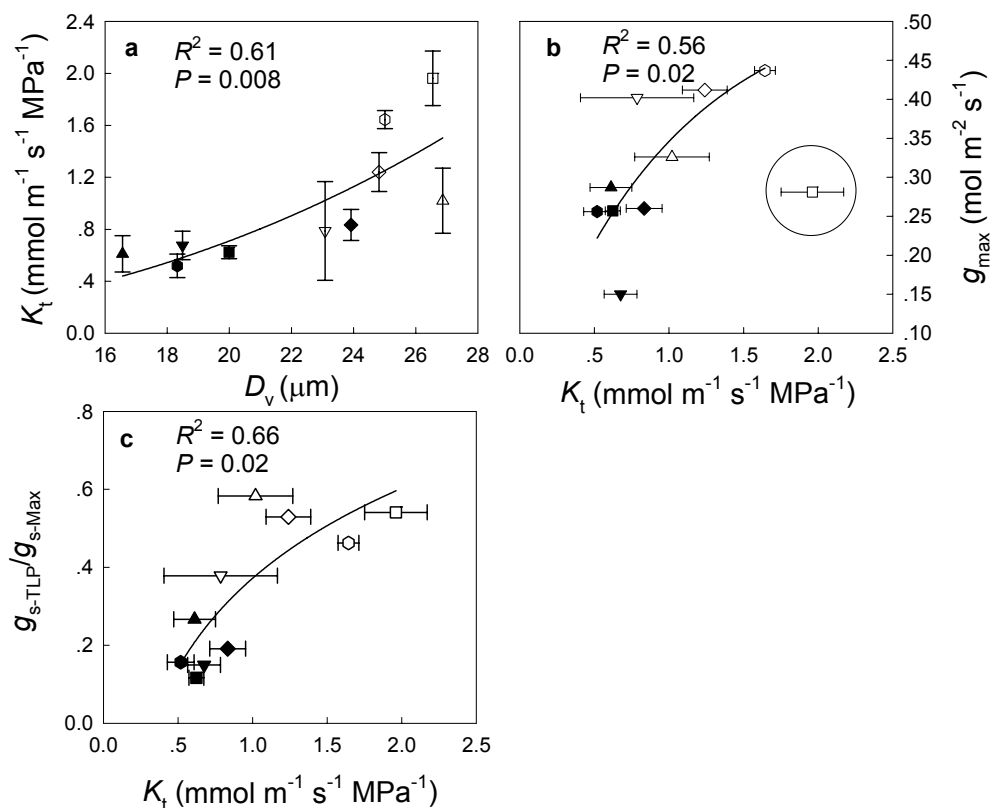 a
R² = 0.61
P = 0.008
2.4
2.0
1.6
1.2
.8
.4
0.0
Kt (mmol m⁻¹ s⁻¹ MPa⁻¹)
16 18 20 22 24 26 28
Dv (μm)
b
R² = 0.56
P = 0.02
.50
.45
.40
.35
.30
.25
.20
.15
.10
gmax (mol m⁻² s⁻¹)
0.0 .5 1.0 1.5 2.0 2.5
Kt (mmol m⁻¹ s⁻¹ MPa⁻¹)
c
R² = 0.66
P = 0.02
.8
.6
.4
.2
0.0
gs-TLP/gs-Max
0.0 .5 1.0 1.5 2.0 2.5
Kt (mmol m⁻¹ s⁻¹ MPa⁻¹)